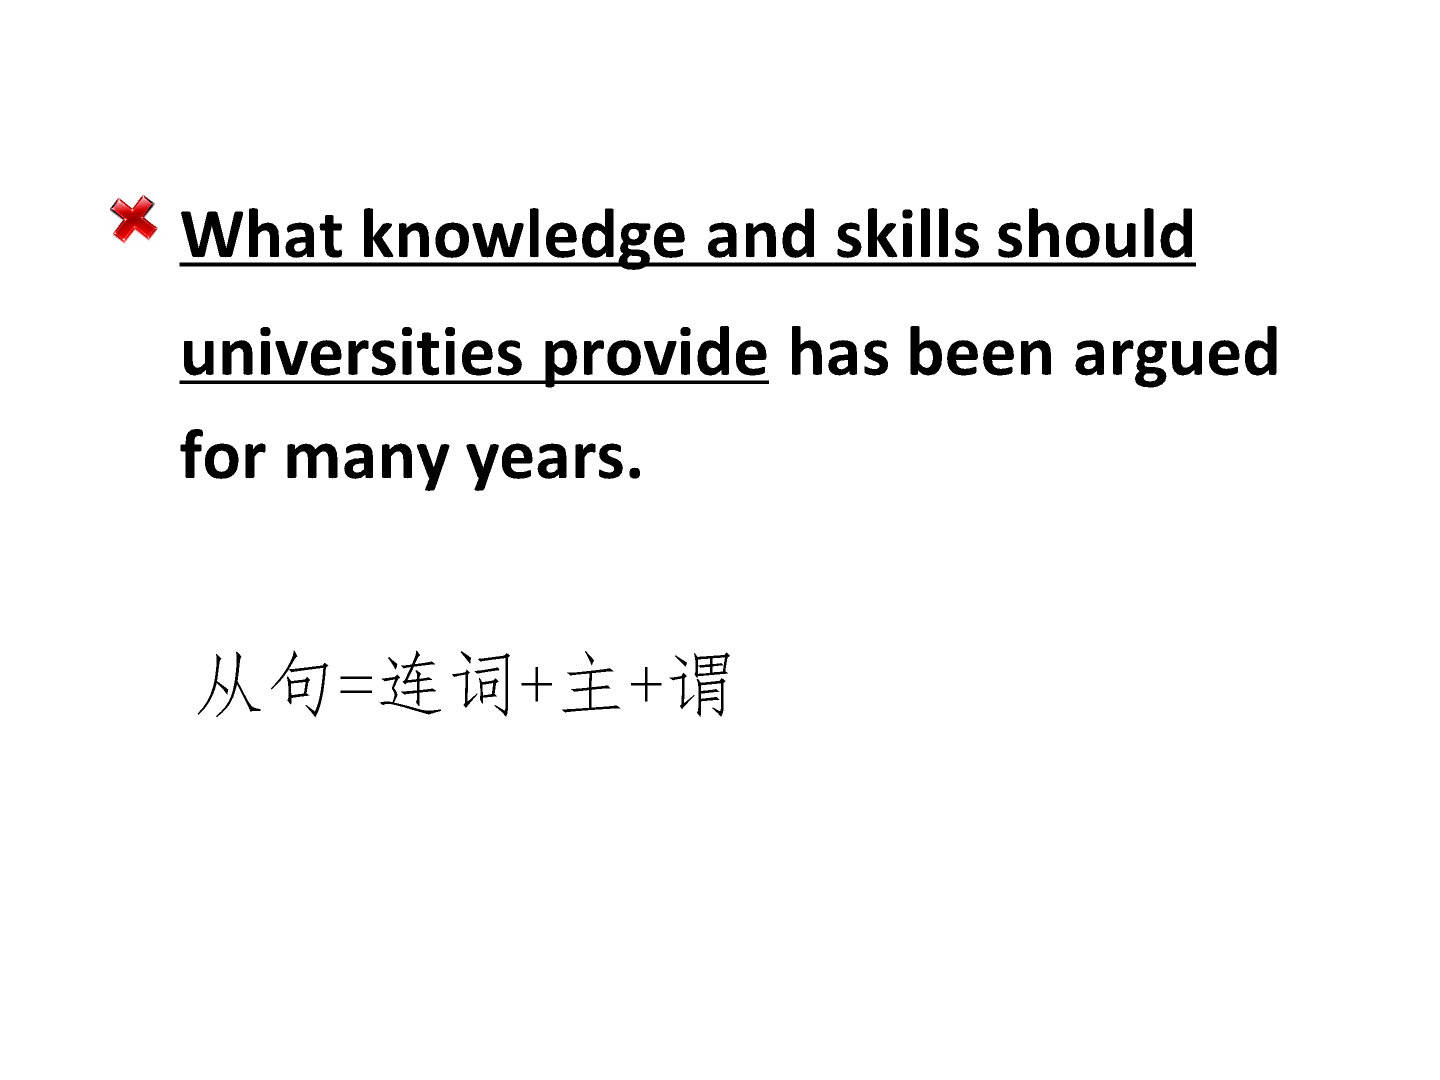 What knowledge and skills should
universities provide has been argued
for many years.
从句=连词+主+谓